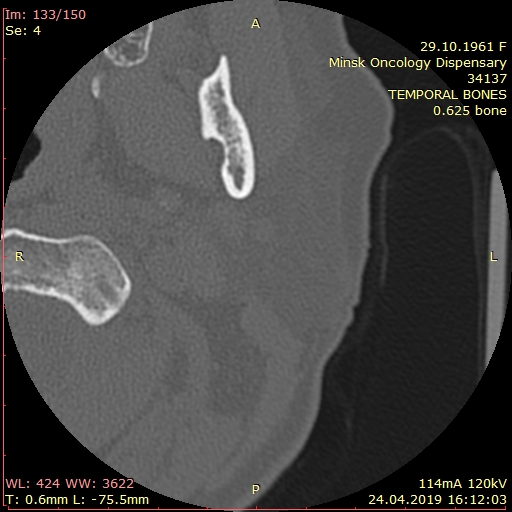 Im: 133/150
Se: 4
A
29.10.1961 F
Minsk Oncology Dispensary
34137
TEMPORAL BONES
0.625 bone
R
L
WL: 424 WW: 3622
T: 0.6mm L: -75.5mm
P
114mA 120kV
24.04.2019 16:12:03